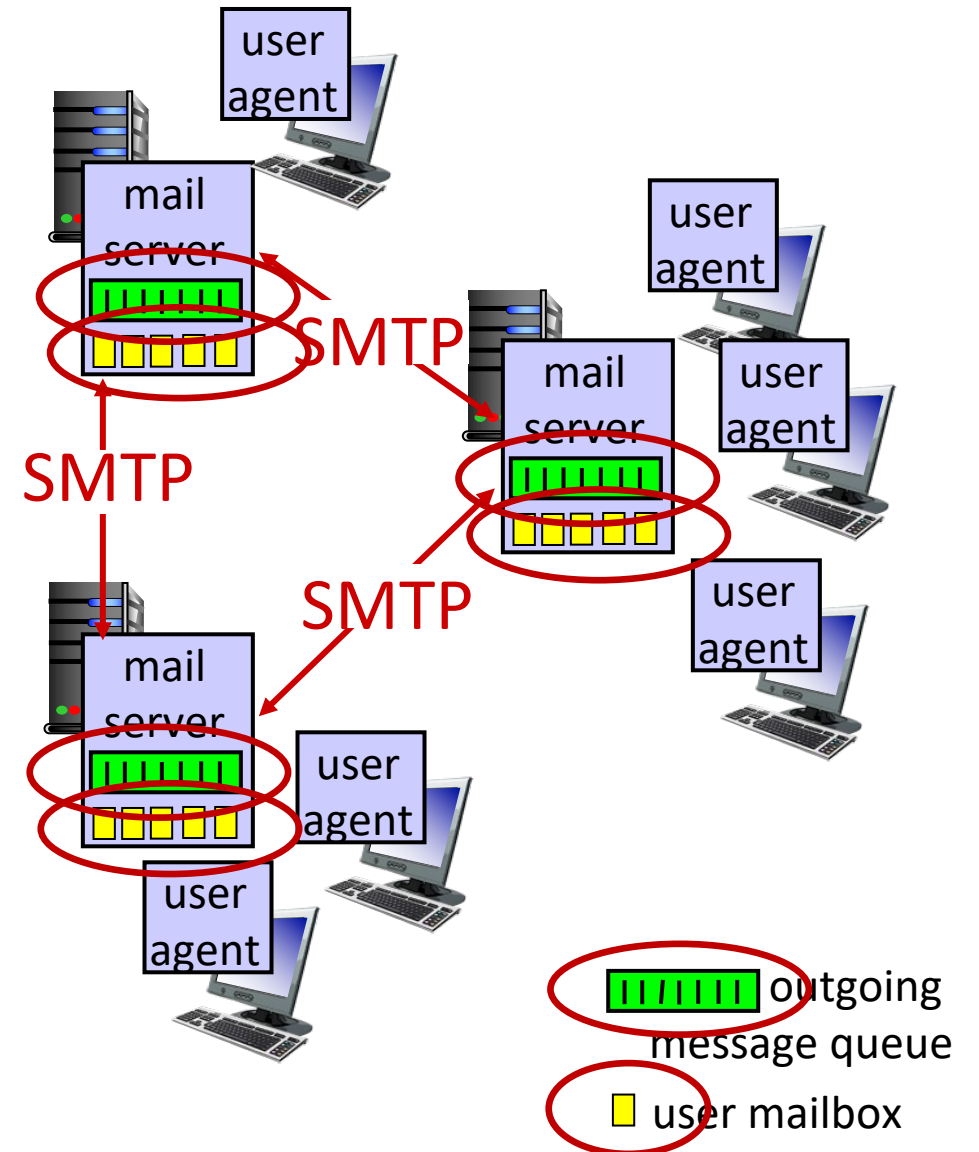 user
agent
mail
server
user
agent
SMTP
mail
server
user
agent
SMTP
SMTP
user
agent
mail
server
user
agent
user
agent
outgoing
message queue
user mailbox